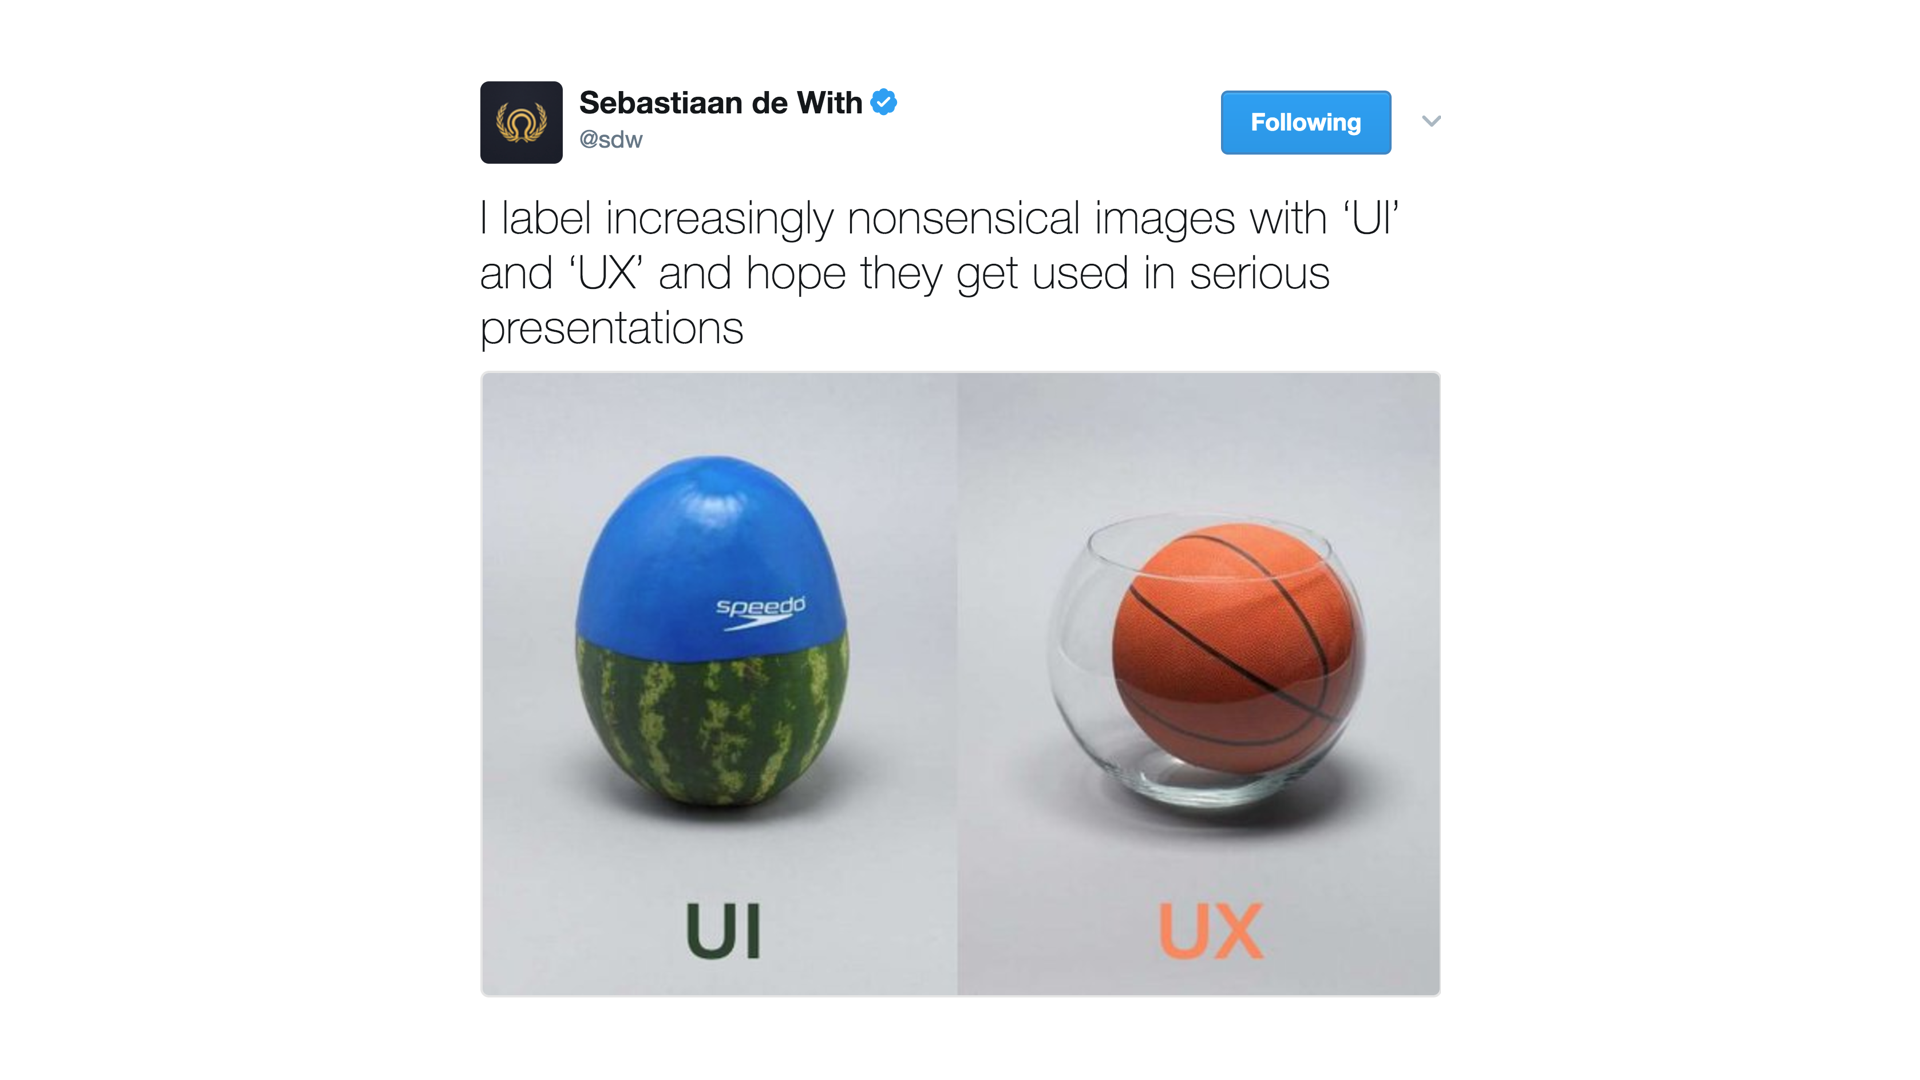 Sebastiaan de With
@sdw
Following
I label increasingly nonsensical images with ‘UI’
and ‘UX’ and hope they get used in serious
presentations
speedo
UI
UX